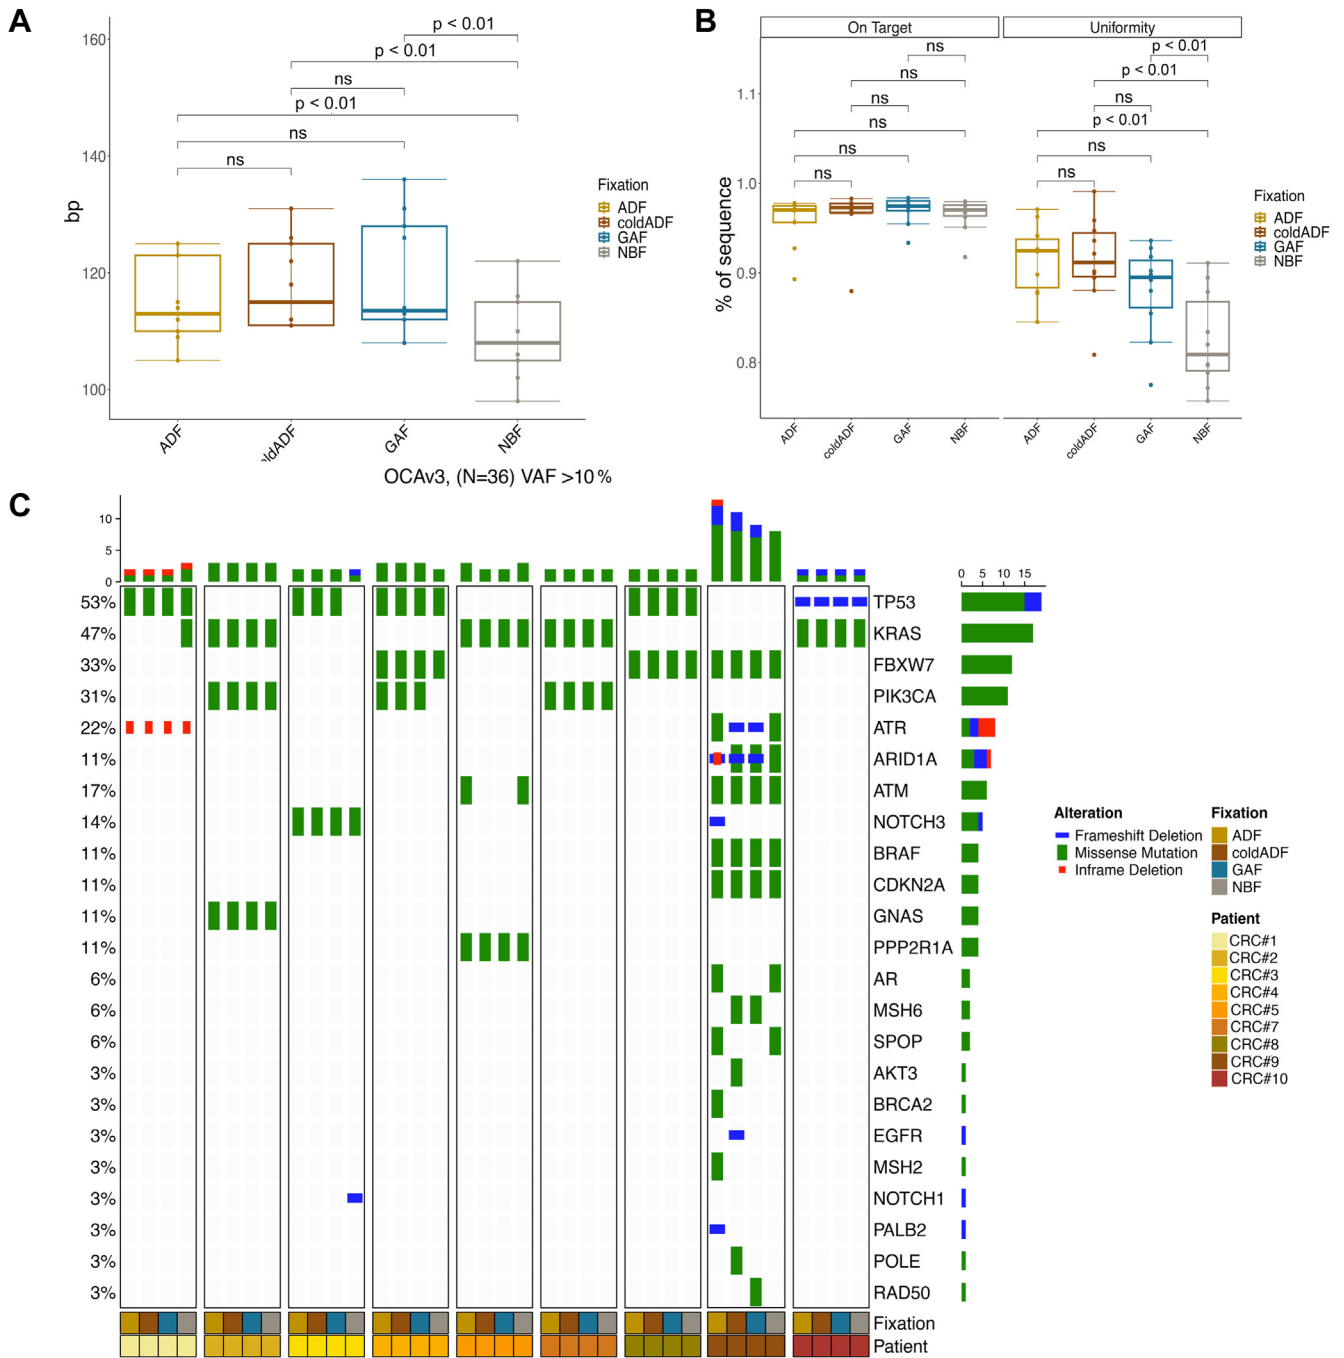 A
160
140
120
100
bp
p < 0.01
p < 0.01
ns
p < 0.01
ns
ns
ADF
oldADF
GAF
NBF
Fixation
ADF
coldADF
GAF
NBF
B
On Target
Uniformity
1.1
1.0
0.9
0.8
% of sequence
ns
ns
ns
ns
ns
ns
p < 0.01
p < 0.01
ns
p < 0.01
ns
ns
ADF
coldADF
GAF
NBF
ADF
coldADF
GAF
NBF
Fixation
ADF
coldADF
GAF
NBF
C
OCAv3, (N=36) VAF >10 %
10
5
0
0 5 10 15
53% TP53
47% KRAS
33% FBXW7
31% PIK3CA
22% ATR
11% ARID1A
17% ATM
14% NOTCH3
11% BRAF
11% CDKN2A
11% GNAS
11% PPP2R1A
6% AR
6% MSH6
6% SPOP
3% AKT3
3% BRCA2
3% EGFR
3% MSH2
3% NOTCH1
3% PALB2
3% POLE
3% RAD50
Fixation
Patient
Alteration
Frameshift Deletion
Missense Mutation
Inframe Deletion
Fixation
ADF
coldADF
GAF
NBF
Patient
CRC#1
CRC#2
CRC#3
CRC#4
CRC#5
CRC#7
CRC#8
CRC#9
CRC#10